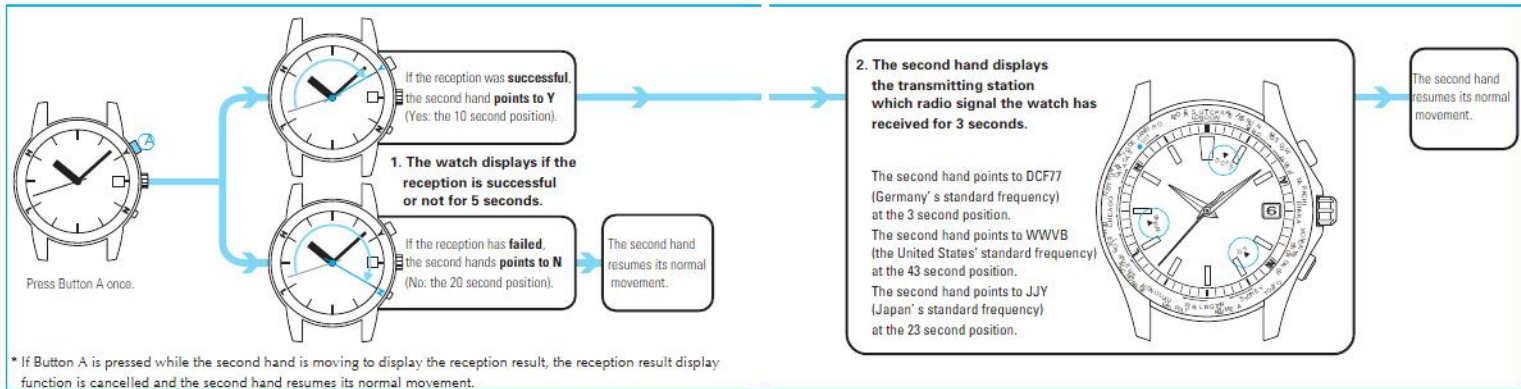 A
Press Button A once.
If the reception was successful,
the second hand points to Y
(Yes: the 10 second position).
1. The watch displays if the
reception is successful
or not for 5 seconds.
If the reception has failed,
the second hands points to N
(No: the 20 second position).
The second hand
resumes its normal
movement.
2. The second hand displays
the transmitting station
which radio signal the watch has
received for 3 seconds.
The second hand points to DCF77
(Germany' s standard frequency)
at the 3 second position.
The second hand points to WWVB
(the United States' standard frequency)
at the 43 second position.
The second hand points to JJY
(Japan' s standard frequency)
at the 23 second position.
6
The second hand
resumes its normal
movement.
* If Button A is pressed while the second hand is moving to display the reception result, the reception result display
function is cancelled and the second hand resumes its normal movement.